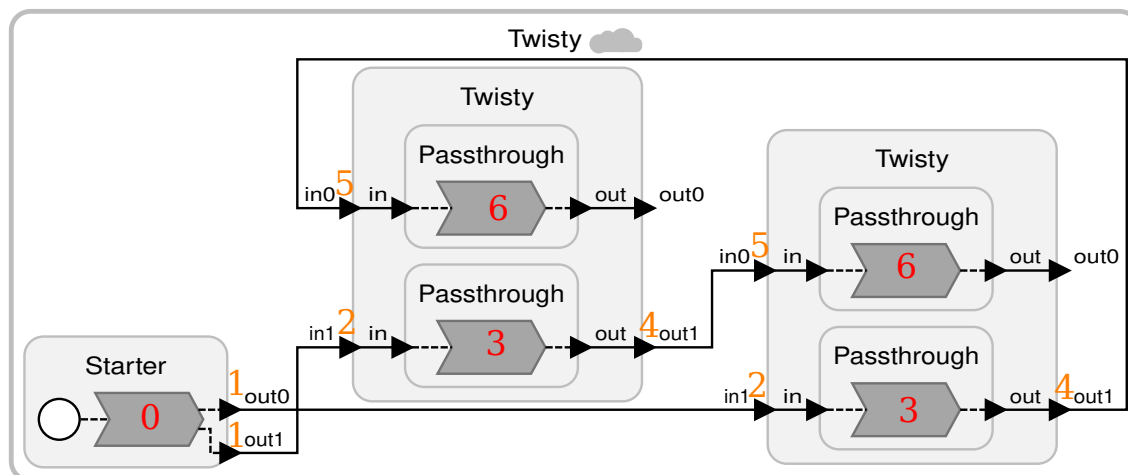 Twisty
Twisty
Passthrough
in0 5 in 6 out out0
Passthrough
in1 2 in 3 out 4 out1
Twisty
Passthrough
in0 5 in 6 out out0
Passthrough
in1 2 in 3 out 4 out1
Starter
0 1 out0
1 out1